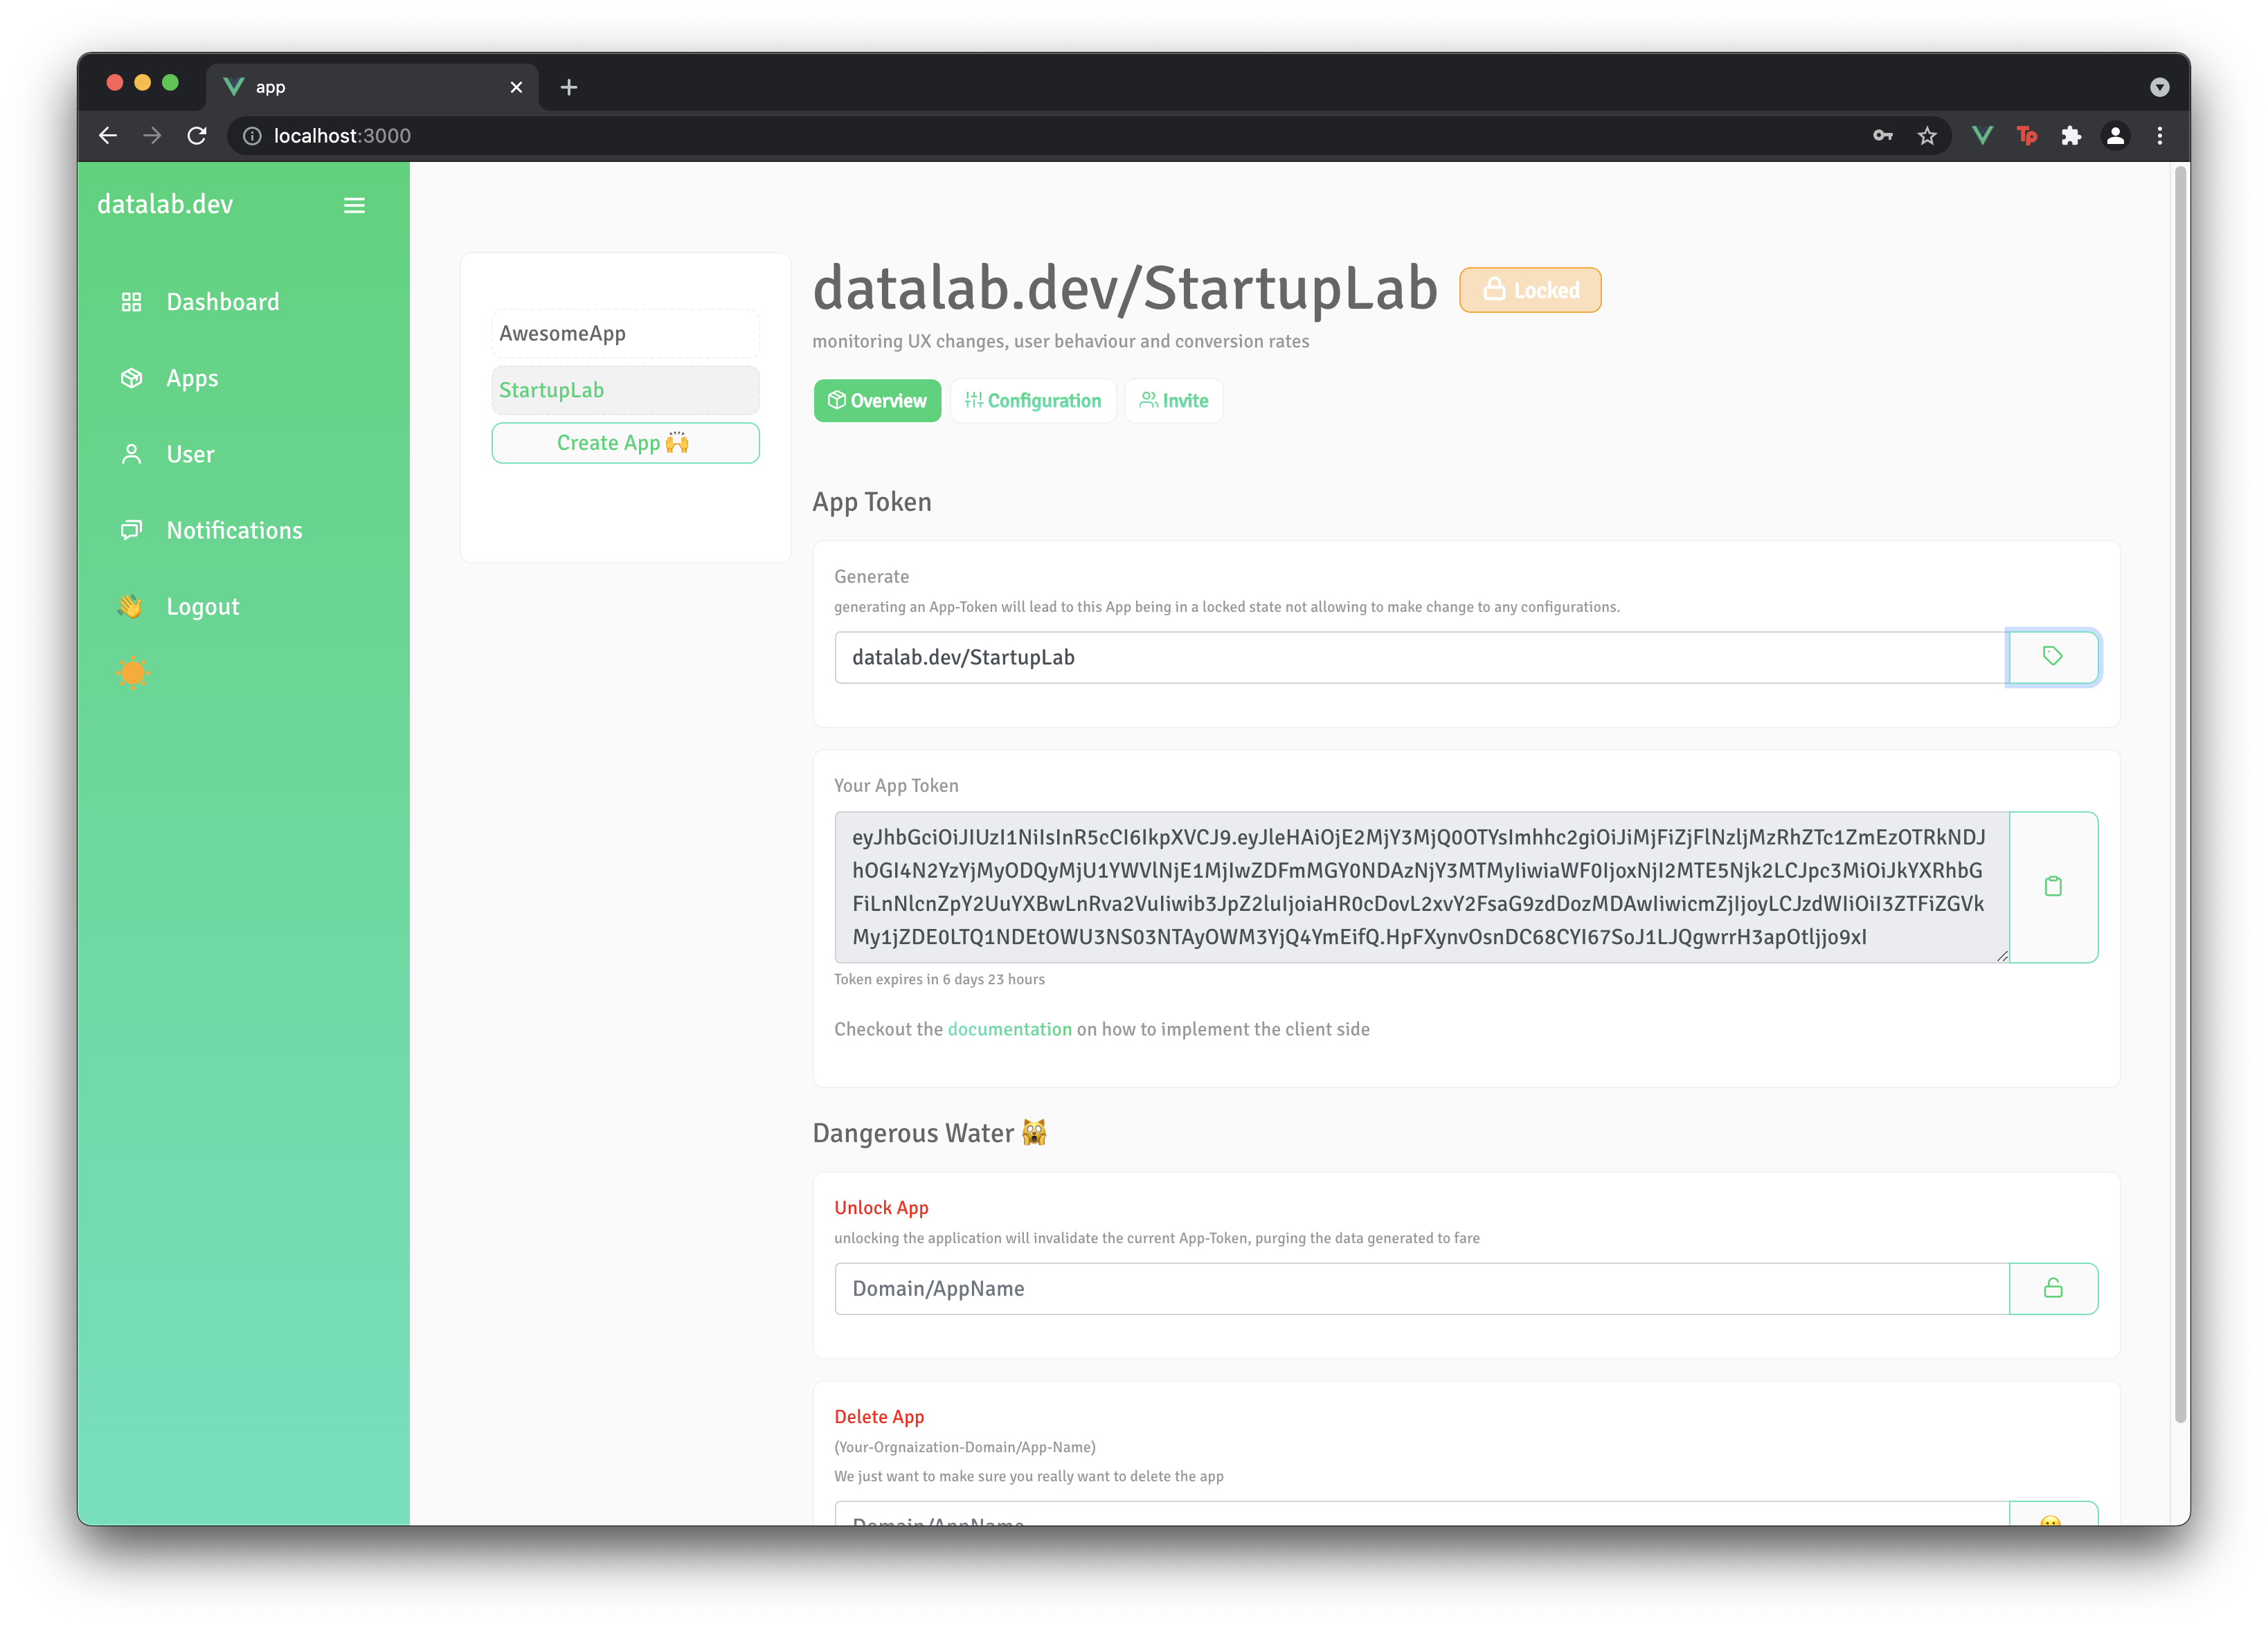 app
localhost:3000
datalab.dev
Dashboard
Apps
User
Notifications
Logout
AwesomeApp
StartupLab
Create App 🙌
datalab.dev/StartupLab
Locked
monitoring UX changes, user behaviour and conversion rates
Overview
Configuration
Invite
App Token
Generate
generating an App-Token will lead to this App being in a locked state not allowing to make change to any configurations.
datalab.dev/StartupLab
Your App Token
eyJhbGciOiJIUzI1NiIsInR5cCI6IkpXVCJ9.eyJleHAiOjE2MjY3MjQ0OTYsImhhc2giOiJiMjFiZjFlNzljMzRhZTc1ZmEzOTRkNDJ
hOGI4N2YzYjMyODQyMjU1YWVlNjE1MjIwZDFmMGY0NDAzNjY3MTMyIiwiaWF0IjoxNjI2MTE5Njk2LCJpc3MiOiJkYXRhbG
FiLnNlcnZpY2UuYXBwLnRva2VuIiwib3JpZ2luIjoiaHR0cDovL2xvY2FsaG9zdDozMDAwIiwicmZjIjoyLCJzdWIiOiI3ZTFiZGVk
My1jZDE0LTQ1NDEtOWU3NS03NTAyOWM3YjQ4YmEifQ.HpFXynvOsnDC68CYI67SoJ1LJQgwrrH3apOtljjo9xI
Token expires in 6 days 23 hours
Checkout the documentation on how to implement the client side
Dangerous Water 🙀
Unlock App
unlocking the application will invalidate the current App-Token, purging the data generated to fare
Domain/AppName
Delete App
(Your-Orgnaization-Domain/App-Name)
We just want to make sure you really want to delete the app
Domain/AppName